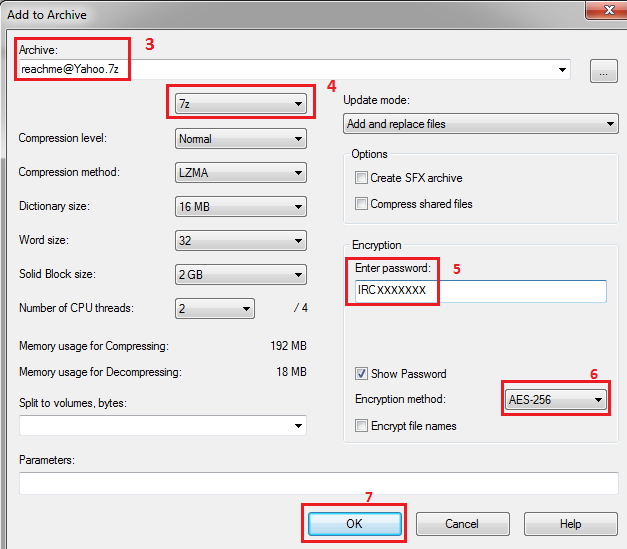 Add to Archive
Archive:
3
reachme@Yahoo.7z
...
7z
4
Update mode:
Add and replace files
Compression level:
Normal
Options
Compression method:
LZMA
Create SFX archive
Dictionary size:
16 MB
Compress shared files
Word size:
32
Encryption
Solid Block size:
2 GB
Enter password:
5
IRCXXXXXXX
Number of CPU threads:
2
/ 4
Memory usage for Compressing:
192 MB
Memory usage for Decompressing:
18 MB
Show Password
6
Encryption method:
AES-256
Split to volumes, bytes:
Encrypt file names
Parameters:
7
OK
Cancel
Help